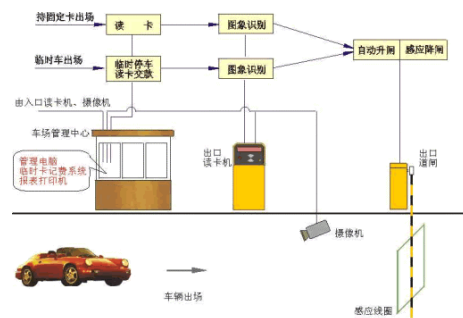 持固定卡出场
读 卡
图象识别
自动升闸
感应降闸
临时车出场
临时停车
读卡交款
图象识别
由入口读卡机、摄像机
车场管理中心
管理电脑
临时卡记费系统
报表打印机
出口
读卡机
出口
道闸
摄像机
车辆出场
感应线圈